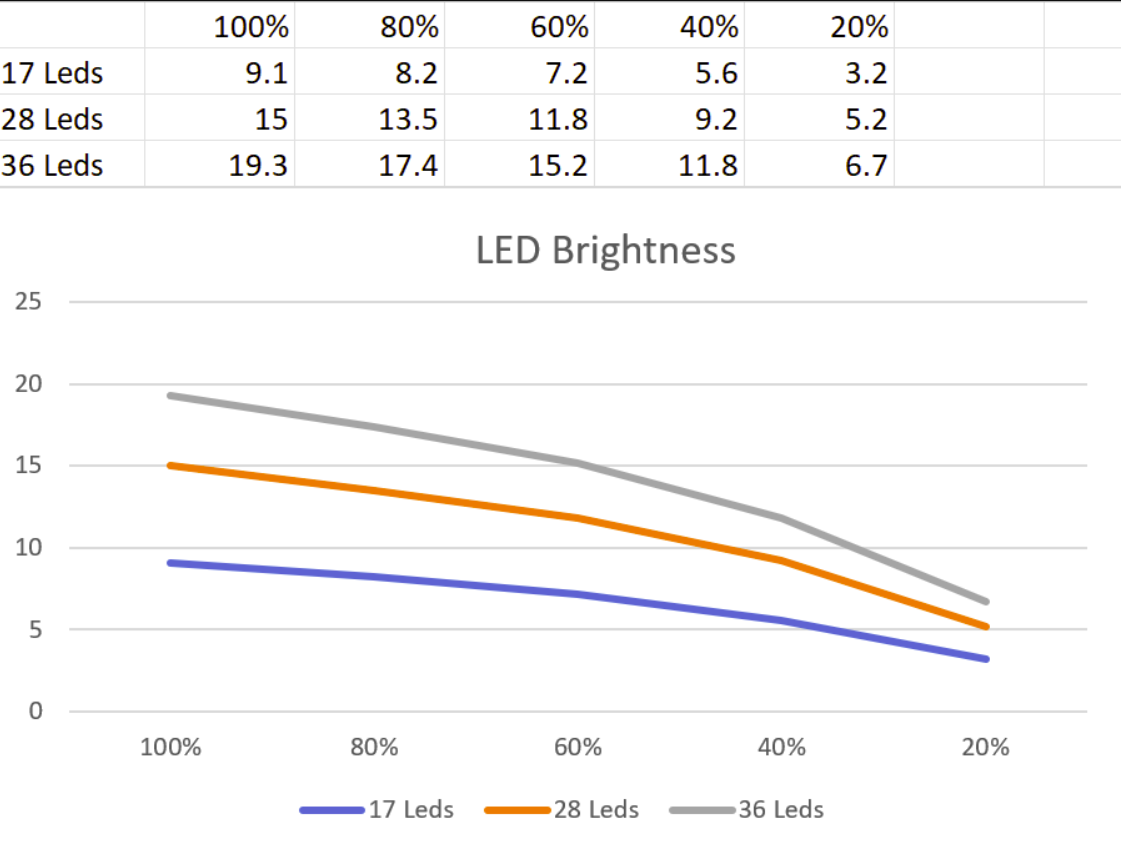 100% 80% 60% 40% 20%
17 Leds 9.1 8.2 7.2 5.6 3.2
28 Leds 15 13.5 11.8 9.2 5.2
36 Leds 19.3 17.4 15.2 11.8 6.7
LED Brightness
25
20
15
10
5
0
100% 80% 60% 40% 20%
17 Leds 28 Leds 36 Leds